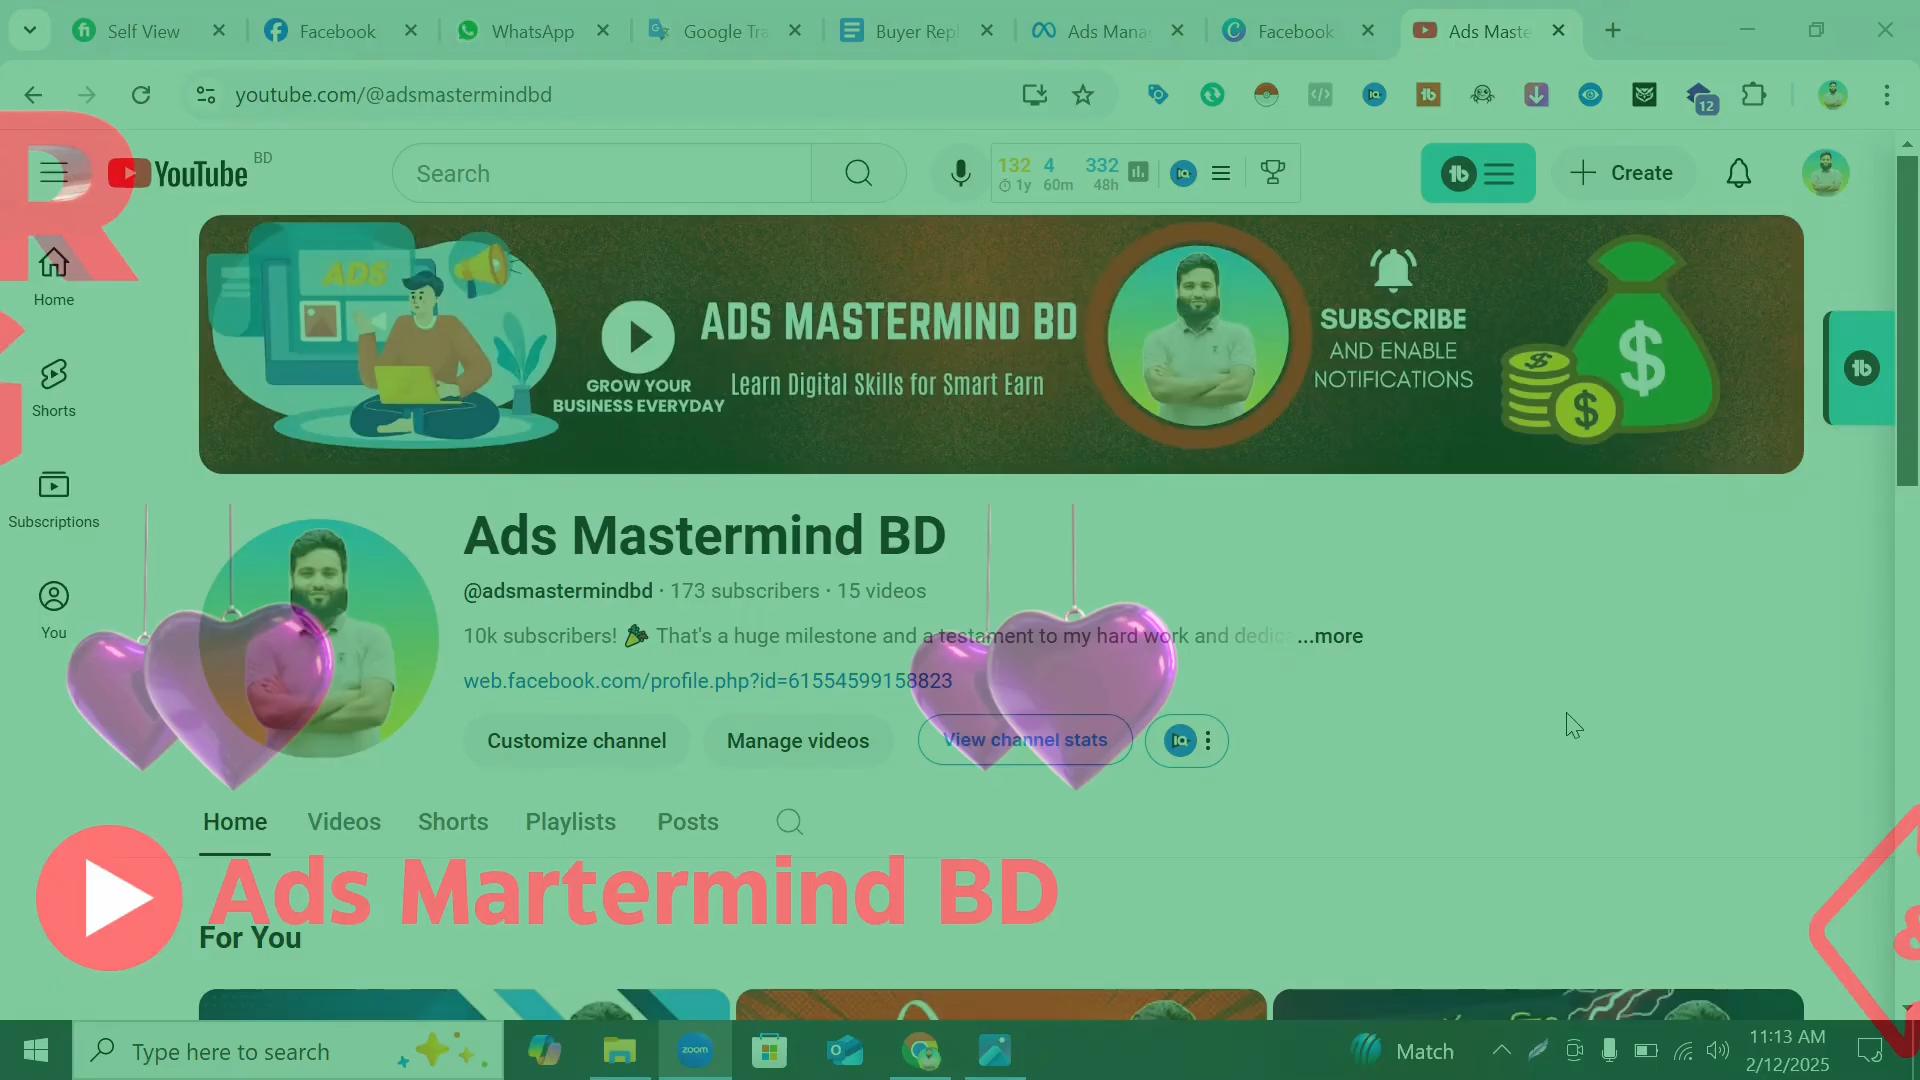 Self View
Facebook
WhatsApp
Google Tra
Buyer Repl
Ads Mana
Facebook
Ads Maste
youtube.com/@adsmastermindbd
12
R
YouTube
BD
Search
132 4 332
1y 60m 48h
Create
Home
Shorts
Subscriptions
You
ADS
GROW YOUR
BUSINESS EVERYDAY
ADS MASTERMIND BD
Learn Digital Skills for Smart Earn
SUBSCRIBE
AND ENABLE
NOTIFICATIONS
Ads Mastermind BD
@adsmastermindbd · 173 subscribers · 15 videos
10k subscribers! 🎉 That's a huge milestone and a testament to my hard work and dedica ...more
web.facebook.com/profile.php?id=61554599158823
Customize channel
Manage videos
View channel stats
Home
Videos
Shorts
Playlists
Posts
Ads Martermind BD
For You
&
Type here to search
zoom
Match
11:13 AM
2/12/2025